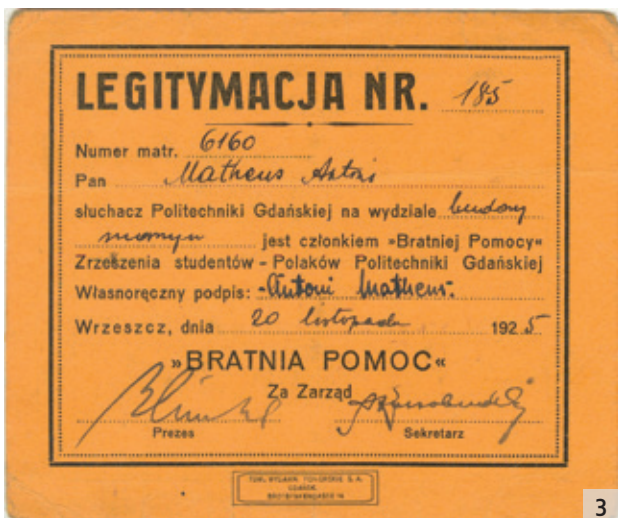 LEGITYMACJA NR. 185
Numer matr. 6160
Pan Matheus Antoni
słuchacz Politechniki Gdańskiej na wydziale budowy
jest członkiem »Bratniej Pomocy«
Zrzeszenia studentów - Polaków Politechniki Gdańskiej
Własnoręczny podpis: Antoni Matheus.
Wrzeszcz, dnia 20 listopada 1925
»BRATNIA POMOC«
Za Zarząd
Prezes Sekretarz
GDAŃSK
3